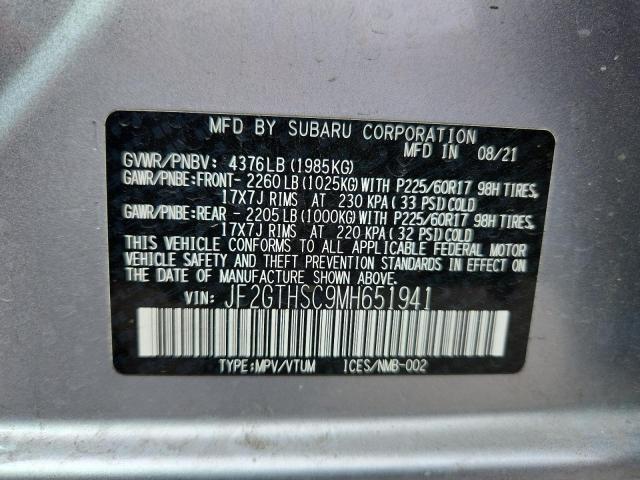 MFD BY SUBARU CORPORATION
MFD IN 08/21
GVWR/PNBV: 4376LB (1985KG)
GAWR/PNBE:FRONT- 2260LB (1025KG) WITH P225/60R17 98H TIRES,
17X7J RIMS AT 230 KPA (33 PSI) COLD
GAWR/PNBE:REAR - 2205LB (1000KG) WITH P225/60R17 98H TIRES,
17X7J RIMS AT 220 KPA (32 PSI) COLD
THIS VEHICLE CONFORMS TO ALL APPLICABLE FEDERAL MOTOR
VEHICLE SAFETY AND THEFT PREVENTION STANDARDS IN EFFECT ON
THE DATE OF MANUFACTURE SHOWN ABOVE.
VIN: JF2GTHSC9MH651941
TYPE:MPV/VTUM ICES/NMB-002